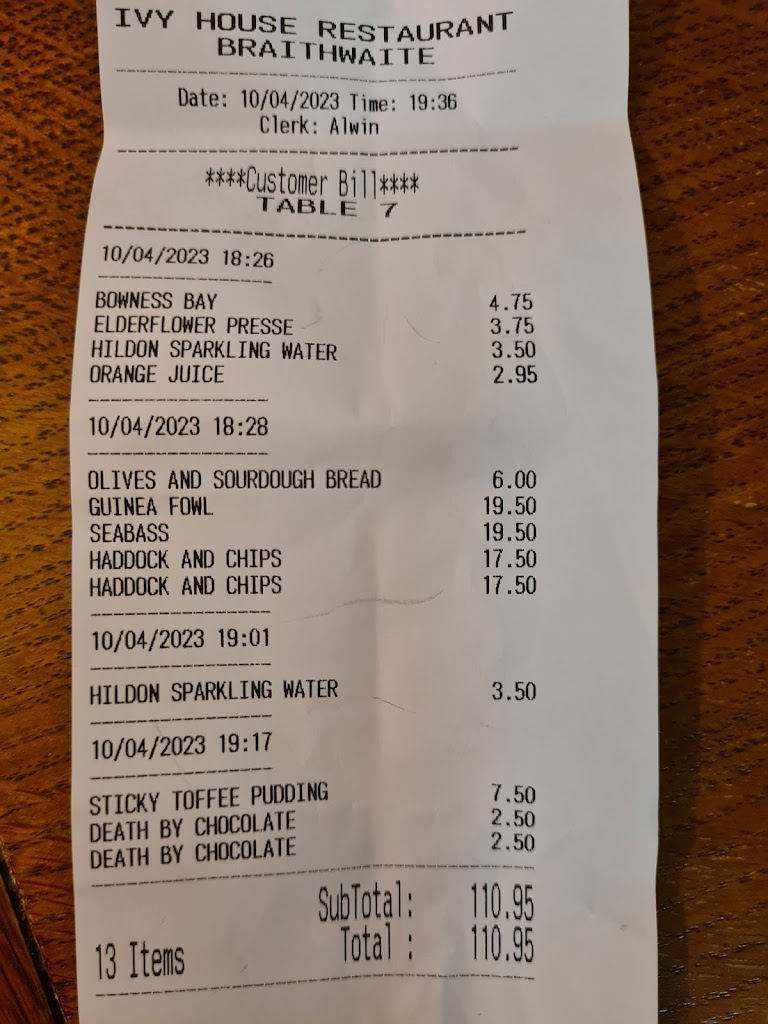 IVY HOUSE RESTAURANT
BRAITHWAITE
Date: 10/04/2023 Time: 19:36
Clerk: Alwin
****Customer Bill****
TABLE 7
10/04/2023 18:26
BOWNESS BAY 4.75
ELDERFLOWER PRESSE 3.75
HILDON SPARKLING WATER 3.50
ORANGE JUICE 2.95
10/04/2023 18:28
OLIVES AND SOURDOUGH BREAD 6.00
GUINEA FOWL 19.50
SEABASS 19.50
HADDOCK AND CHIPS 17.50
HADDOCK AND CHIPS 17.50
10/04/2023 19:01
HILDON SPARKLING WATER 3.50
10/04/2023 19:17
STICKY TOFFEE PUDDING 7.50
DEATH BY CHOCOLATE 2.50
DEATH BY CHOCOLATE 2.50
SubTotal: 110.95
Total : 110.95
13 Items